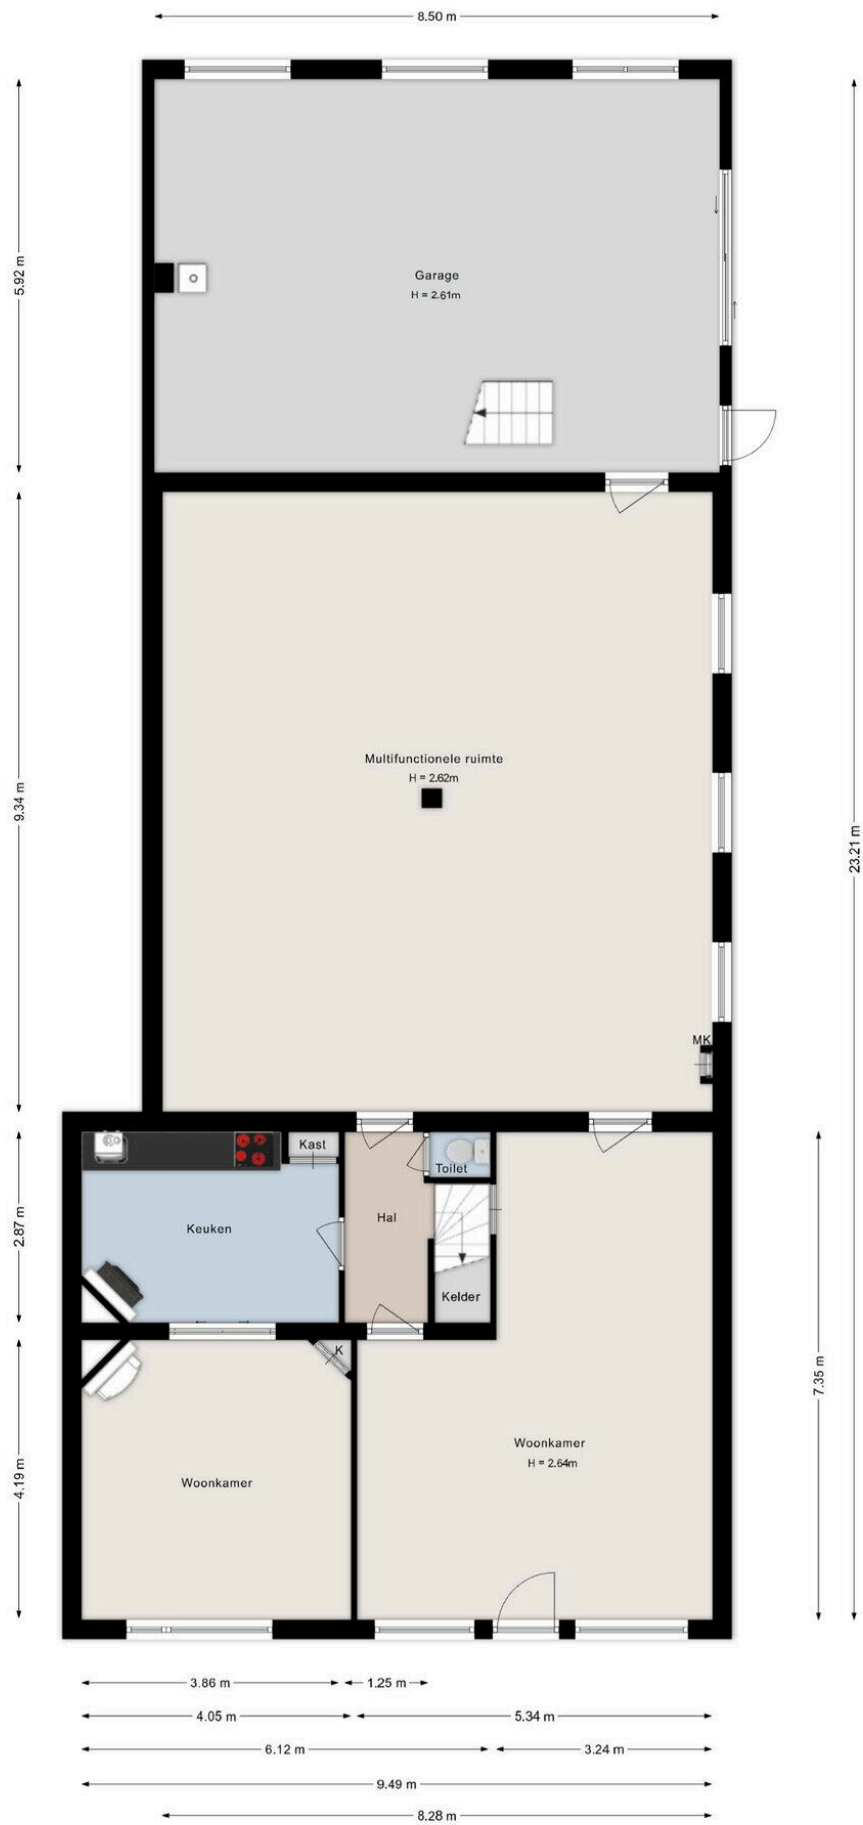 8.50 m
5.92 m
Garage
H = 2.61m
9.34 m
Multifunctionele ruimte
H = 2.62m
23.21 m
MK
Kast
Toilet
Keuken
Hal
2.87 m
Kelder
K
7.35 m
Woonkamer
H = 2.64m
Woonkamer
4.19 m
3.86 m
1.25 m
4.05 m
5.34 m
6.12 m
3.24 m
9.49 m
8.28 m